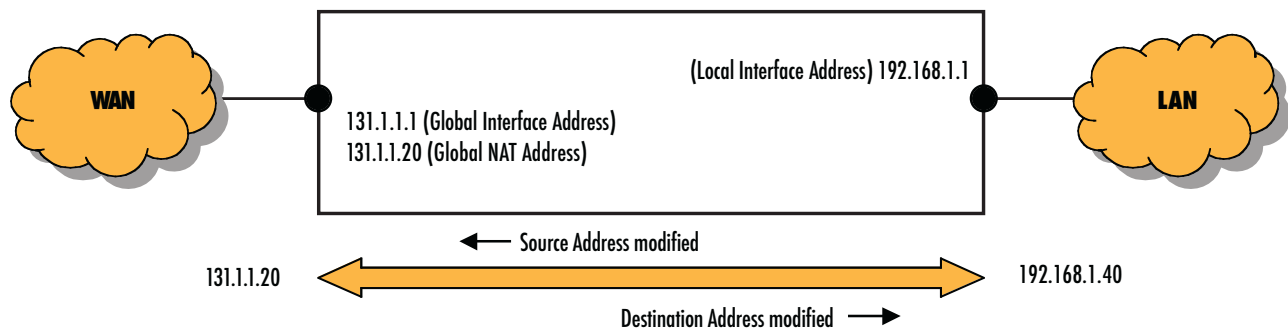 WAN
(Local Interface Address) 192.168.1.1
LAN
131.1.1.1 (Global Interface Address)
131.1.1.20 (Global NAT Address)
Source Address modified
131.1.1.20
192.168.1.40
Destination Address modified